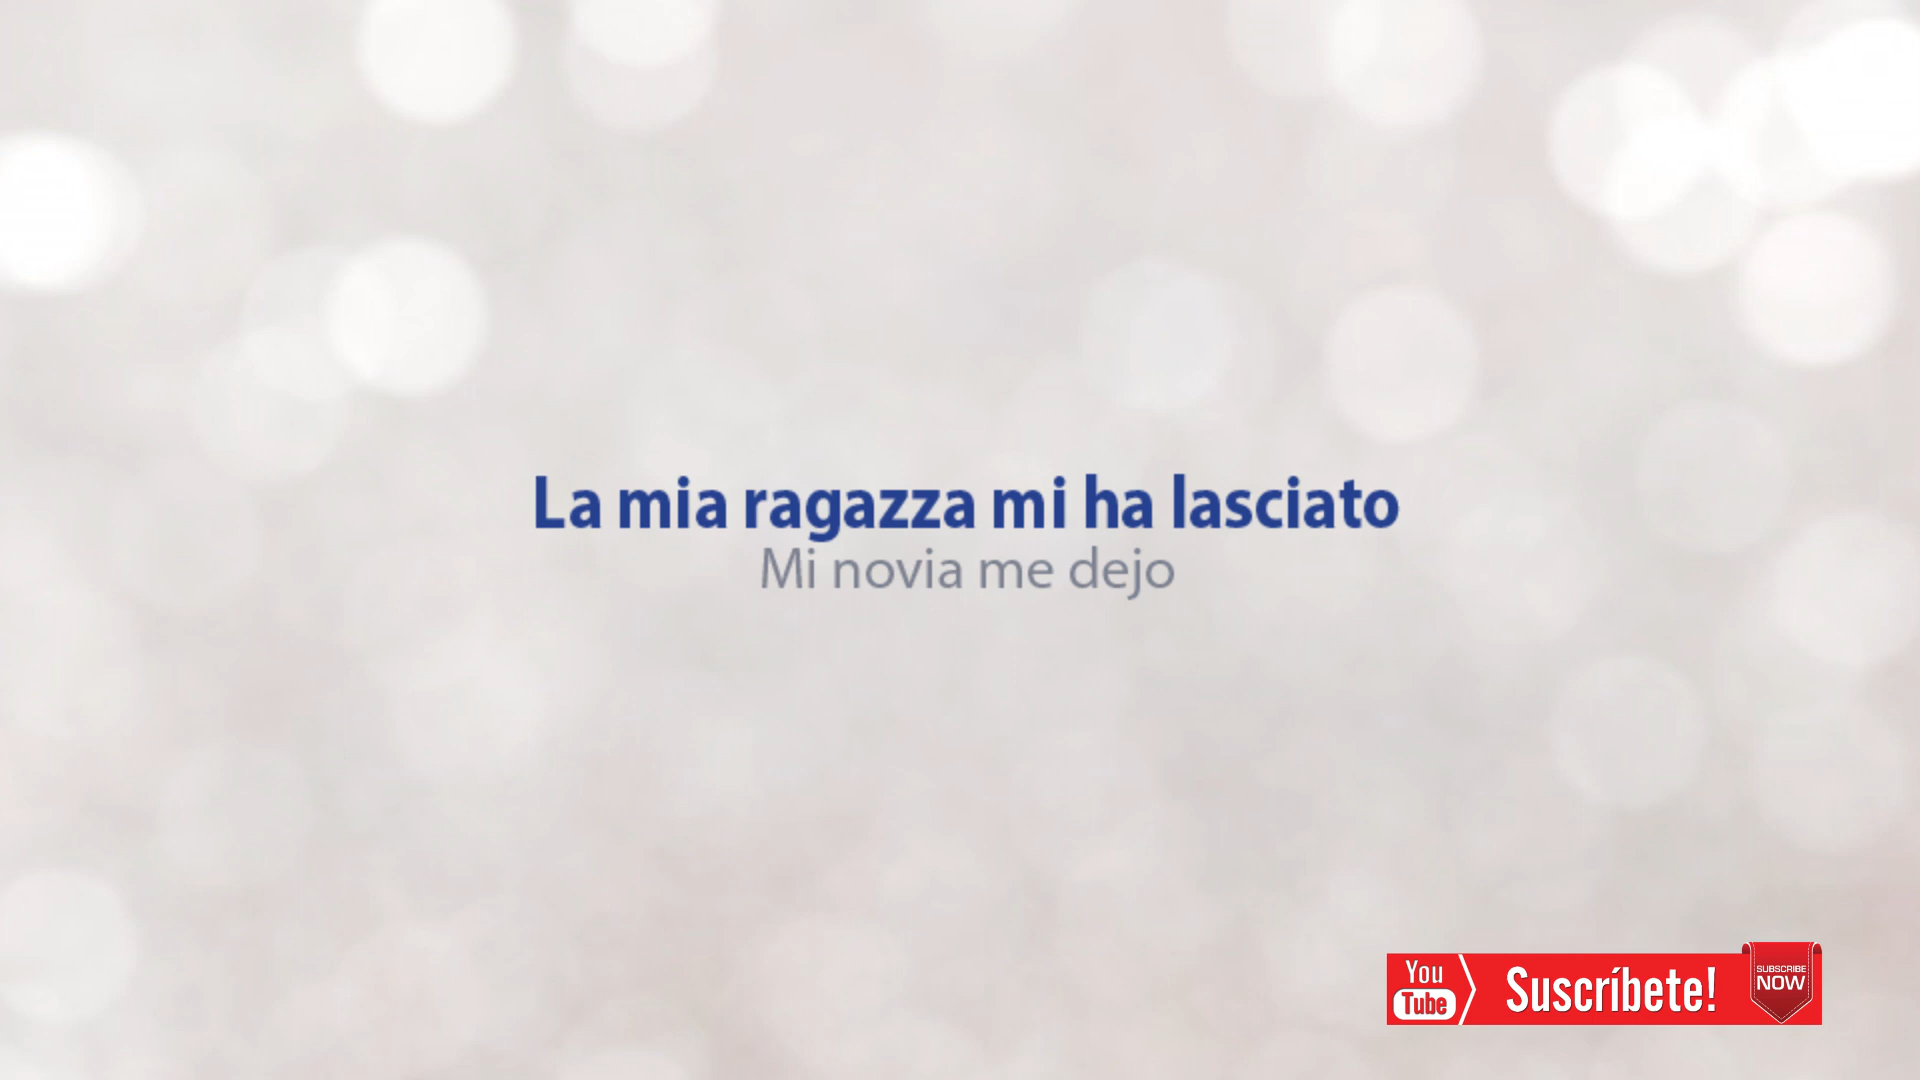 La mia ragazza mi ha lasciato
Mi novia me dejo
You
Tube
Suscríbete!
SUBSCRIBE
NOW